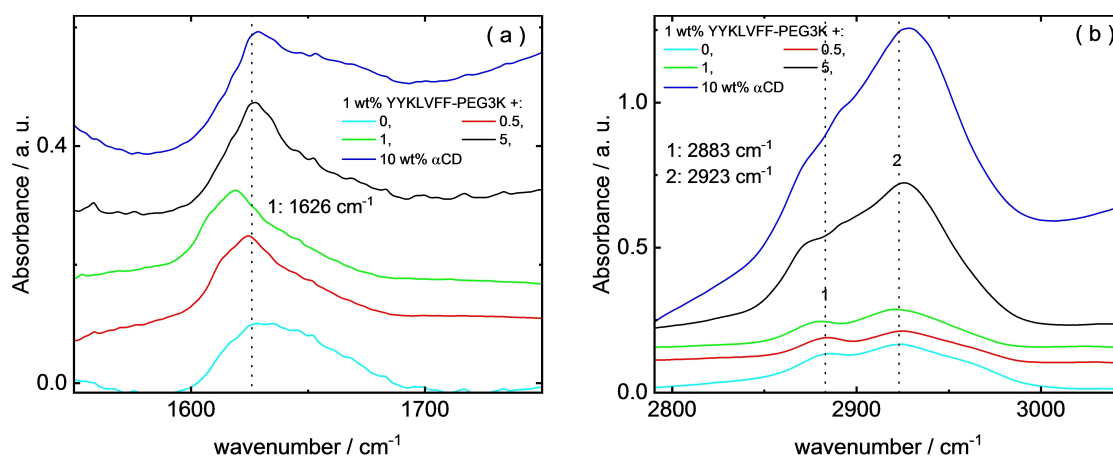 ( a )
1 wt% YYKLVFF-PEG3K +:
0, 0.5,
1, 5,
10 wt% αCD
1: 1626 cm⁻¹
0.4
0.0
Absorbance / a. u.
1600 1700
wavenumber / cm⁻¹
( b )
1 wt% YYKLVFF-PEG3K +:
0, 0.5,
1, 5,
10 wt% αCD
1: 2883 cm⁻¹
2: 2923 cm⁻¹
2
1
1.0
0.5
0.0
Absorbance / a. u.
2800 2900 3000
wavenumber / cm⁻¹